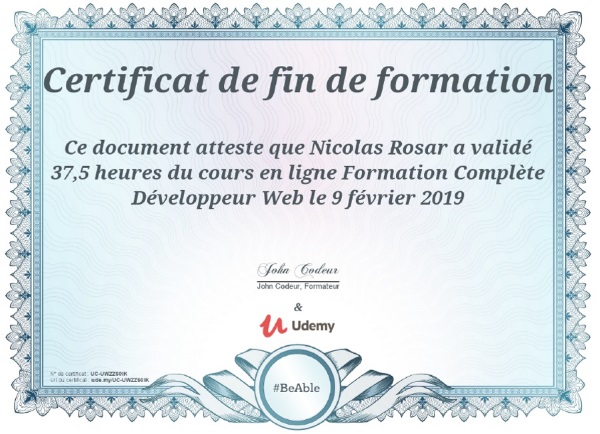 Certificat de fin de formation
Ce document atteste que Nicolas Rosar a validé
37,5 heures du cours en ligne Formation Complète
Développeur Web le 9 février 2019
John Codeur
John Codeur, Formateur
&
Udemy
N° de certificat : UC-UWZZ60IK
url du certificat : ude.my/UC-UWZZ60IK
#BeAble